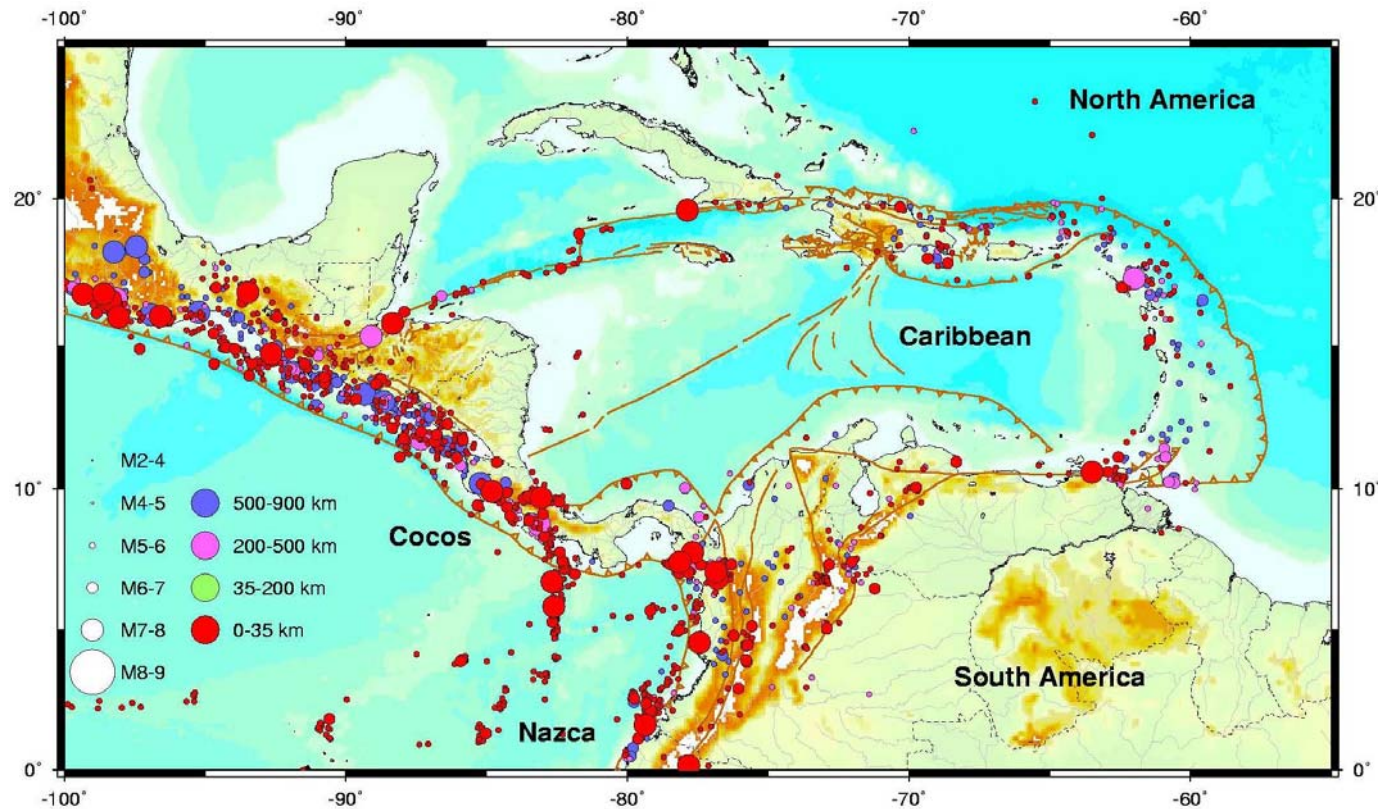 -100° -90° -80° -70° -60°
North America
20° 20°
Caribbean
M2-4
M4-5 500-900 km
10° 10°
Cocos
M5-6 200-500 km
M6-7 35-200 km
M7-8 0-35 km
M8-9
South America
Nazca
0° 0°
-100° -90° -80° -70° -60°